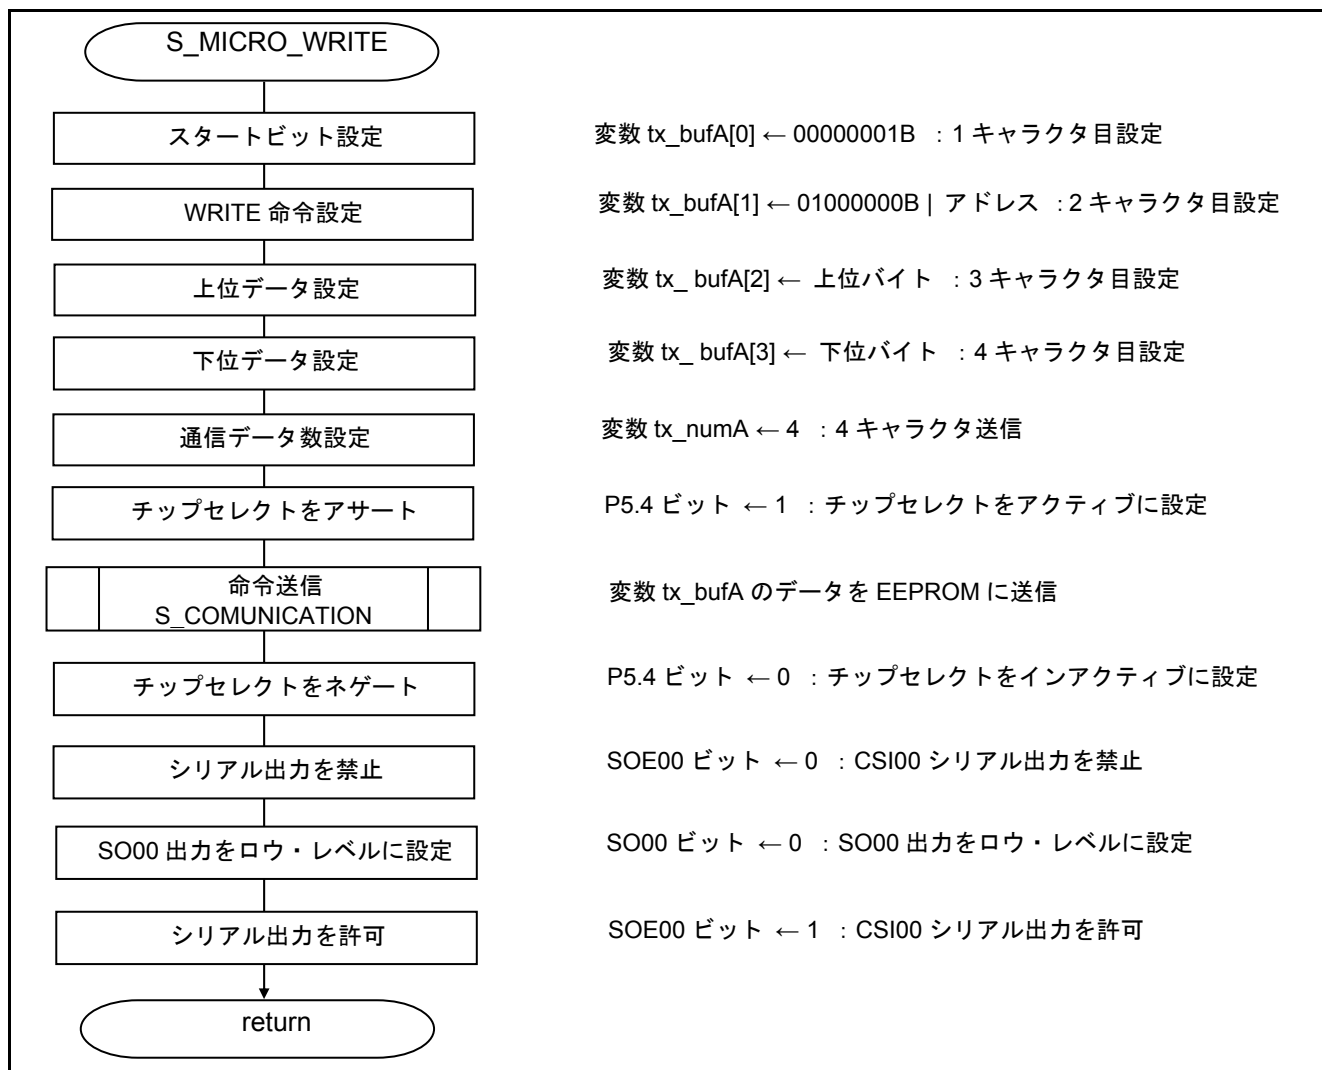 S_MICRO_WRITE
スタートビット設定 変数 tx_bufA[0] ← 00000001B ：1 キャラクタ目設定
WRITE 命令設定 変数 tx_bufA[1] ← 01000000B | アドレス ：2 キャラクタ目設定
上位データ設定 変数 tx_ bufA[2] ← 上位バイト ：3 キャラクタ目設定
下位データ設定 変数 tx_ bufA[3] ← 下位バイト ：4 キャラクタ目設定
通信データ数設定 変数 tx_numA ← 4 ：4 キャラクタ送信
チップセレクトをアサート P5.4 ビット ← 1 ：チップセレクトをアクティブに設定
命令送信
S_COMUNICATION 変数 tx_bufA のデータを EEPROM に送信
チップセレクトをネゲート P5.4 ビット ← 0 ：チップセレクトをインアクティブに設定
シリアル出力を禁止 SOE00 ビット ← 0 ：CSI00 シリアル出力を禁止
SO00 出力をロウ・レベルに設定 SO00 ビット ← 0 ：SO00 出力をロウ・レベルに設定
シリアル出力を許可 SOE00 ビット ← 1 ：CSI00 シリアル出力を許可
return